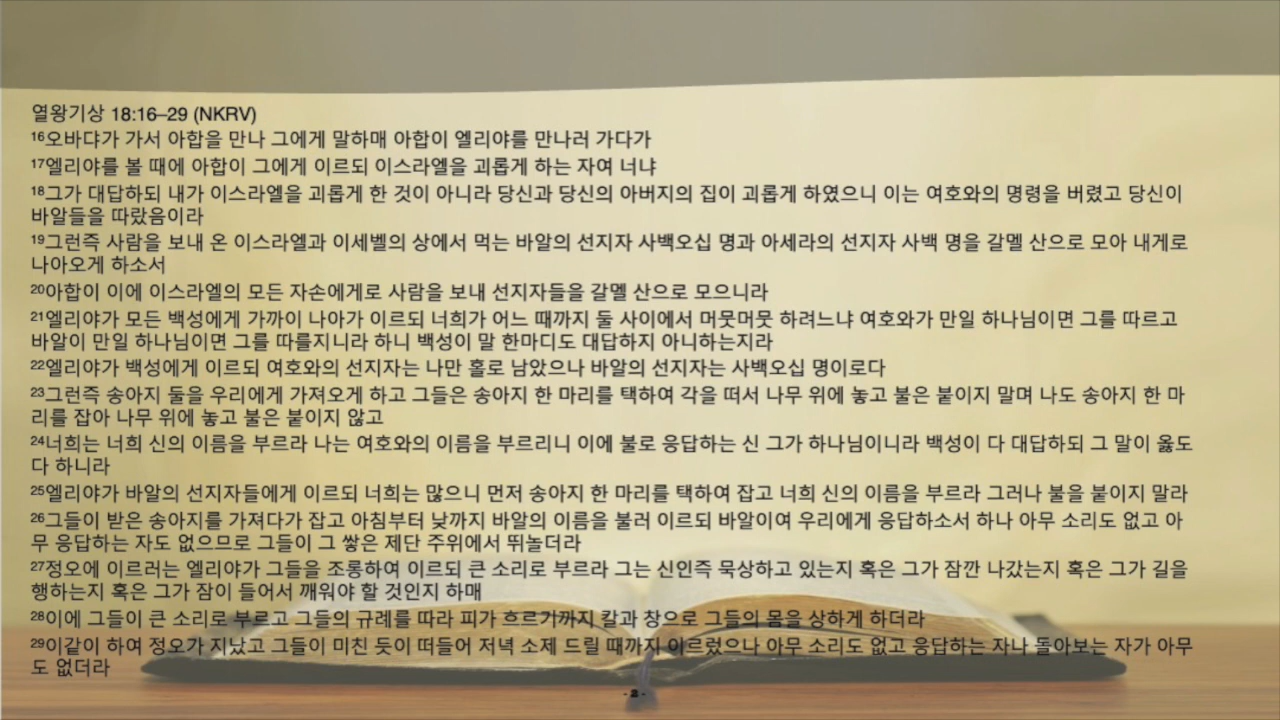 열왕기상 18:16–29 (NKRV)
16오바댜가 가서 아합을 만나 그에게 말하매 아합이 엘리야를 만나러 가다가
17엘리야를 볼 때에 아합이 그에게 이르되 이스라엘을 괴롭게 하는 자여 너냐
18그가 대답하되 내가 이스라엘을 괴롭게 한 것이 아니라 당신과 당신의 아버지의 집이 괴롭게 하였으니 이는 여호와의 명령을 버렸고 당신이
바알들을 따랐음이라
19그런즉 사람을 보내 온 이스라엘과 이세벨의 상에서 먹는 바알의 선지자 사백오십 명과 아세라의 선지자 사백 명을 갈멜 산으로 모아 내게로
나아오게 하소서
20아합이 이에 이스라엘의 모든 자손에게로 사람을 보내 선지자들을 갈멜 산으로 모으니라
21엘리야가 모든 백성에게 가까이 나아가 이르되 너희가 어느 때까지 둘 사이에서 머뭇머뭇 하려느냐 여호와가 만일 하나님이면 그를 따르고
바알이 만일 하나님이면 그를 따를지니라 하니 백성이 말 한마디도 대답하지 아니하는지라
22엘리야가 백성에게 이르되 여호와의 선지자는 나만 홀로 남았으나 바알의 선지자는 사백오십 명이로다
23그런즉 송아지 둘을 우리에게 가져오게 하고 그들은 송아지 한 마리를 택하여 각을 떠서 나무 위에 놓고 불은 붙이지 말며 나도 송아지 한 마
리를 잡아 나무 위에 놓고 불은 붙이지 않고
24너희는 너희 신의 이름을 부르라 나는 여호와의 이름을 부르리니 이에 불로 응답하는 신 그가 하나님이니라 백성이 다 대답하되 그 말이 옳도
다 하니라
25엘리야가 바알의 선지자들에게 이르되 너희는 많으니 먼저 송아지 한 마리를 택하여 잡고 너희 신의 이름을 부르라 그러나 불을 붙이지 말라
26그들이 받은 송아지를 가져다가 잡고 아침부터 낮까지 바알의 이름을 불러 이르되 바알이여 우리에게 응답하소서 하나 아무 소리도 없고 아
무 응답하는 자도 없으므로 그들이 그 쌓은 제단 주위에서 뛰놀더라
27정오에 이르러는 엘리야가 그들을 조롱하여 이르되 큰 소리로 부르라 그는 신인즉 묵상하고 있는지 혹은 그가 잠깐 나갔는지 혹은 그가 길을
행하는지 혹은 그가 잠이 들어서 깨워야 할 것인지 하매
28이에 그들이 큰 소리로 부르고 그들의 규례를 따라 피가 흐르기까지 칼과 창으로 그들의 몸을 상하게 하더라
29이같이 하여 정오가 지났고 그들이 미친 듯이 떠들어 저녁 소제 드릴 때까지 이르렀으나 아무 소리도 없고 응답하는 자나 돌아보는 자가 아무
도 없더라
- 2 -